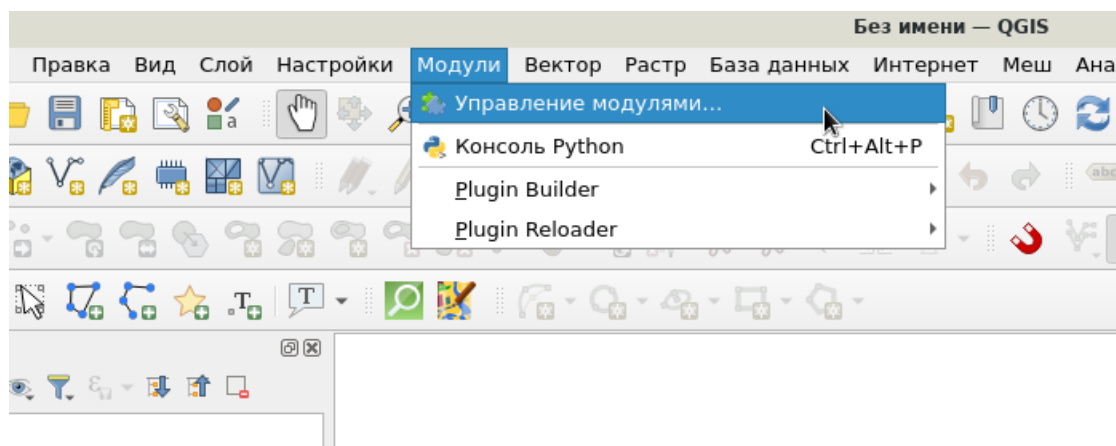 Без имени — QGIS
Правка Вид Слой Настройки Модули Вектор Растр База данных Интернет Меш Ана
Управление модулями...
a
Консоль Python Ctrl+Alt+P
abc
Plugin Builder
Plugin Reloader
T T